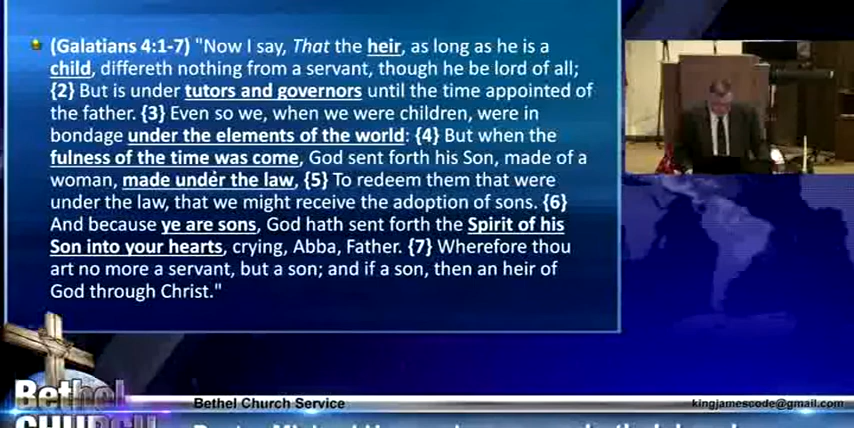 (Galatians 4:1-7) "Now I say, That the heir, as long as he is a
child, differeth nothing from a servant, though he be lord of all;
{2} But is under tutors and governors until the time appointed of
the father. {3} Even so we, when we were children, were in
bondage under the elements of the world: {4} But when the
fulness of the time was come, God sent forth his Son, made of a
woman, made under the law, {5} To redeem them that were
under the law, that we might receive the adoption of sons. {6}
And because ye are sons, God hath sent forth the Spirit of his
Son into your hearts, crying, Abba, Father. {7} Wherefore thou
art no more a servant, but a son; and if a son, then an heir of
God through Christ."
Bethel
CHURCH
Bethel Church Service
kingjamescode@gmail.com